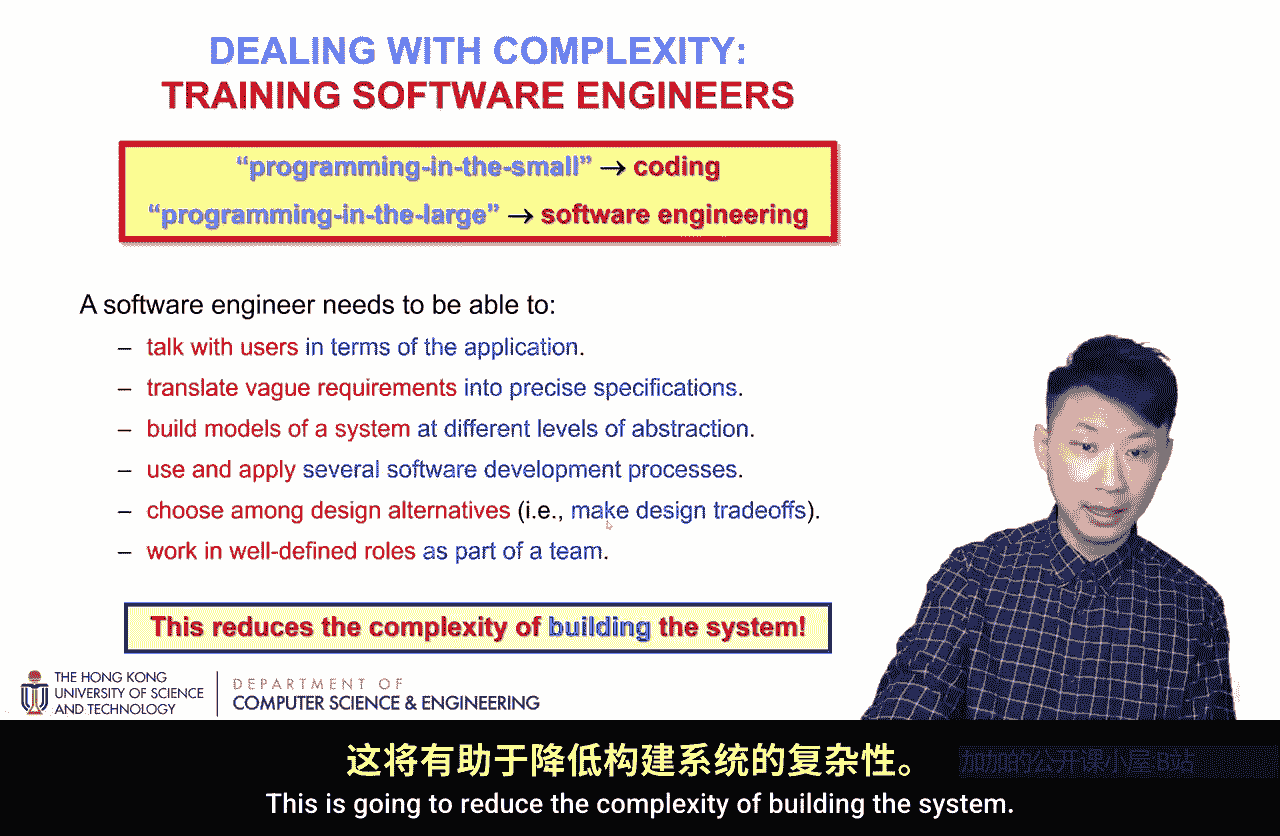 DEALING WITH COMPLEXITY:
TRAINING SOFTWARE ENGINEERS
“programming-in-the-small” → coding
“programming-in-the-large” → software engineering
A software engineer needs to be able to:
– talk with users in terms of the application.
– translate vague requirements into precise specifications.
– build models of a system at different levels of abstraction.
– use and apply several software development processes.
– choose among design alternatives (i.e., make design tradeoffs).
– work in well-defined roles as part of a team.
This reduces the complexity of building the system!
THE HONG KONG
UNIVERSITY OF SCIENCE
AND TECHNOLOGY
DEPARTMENT OF
COMPUTER SCIENCE & ENGINEERING
这将有助于降低构建系统的复杂性。
加加的公开课小屋 B站
This is going to reduce the complexity of building the system.